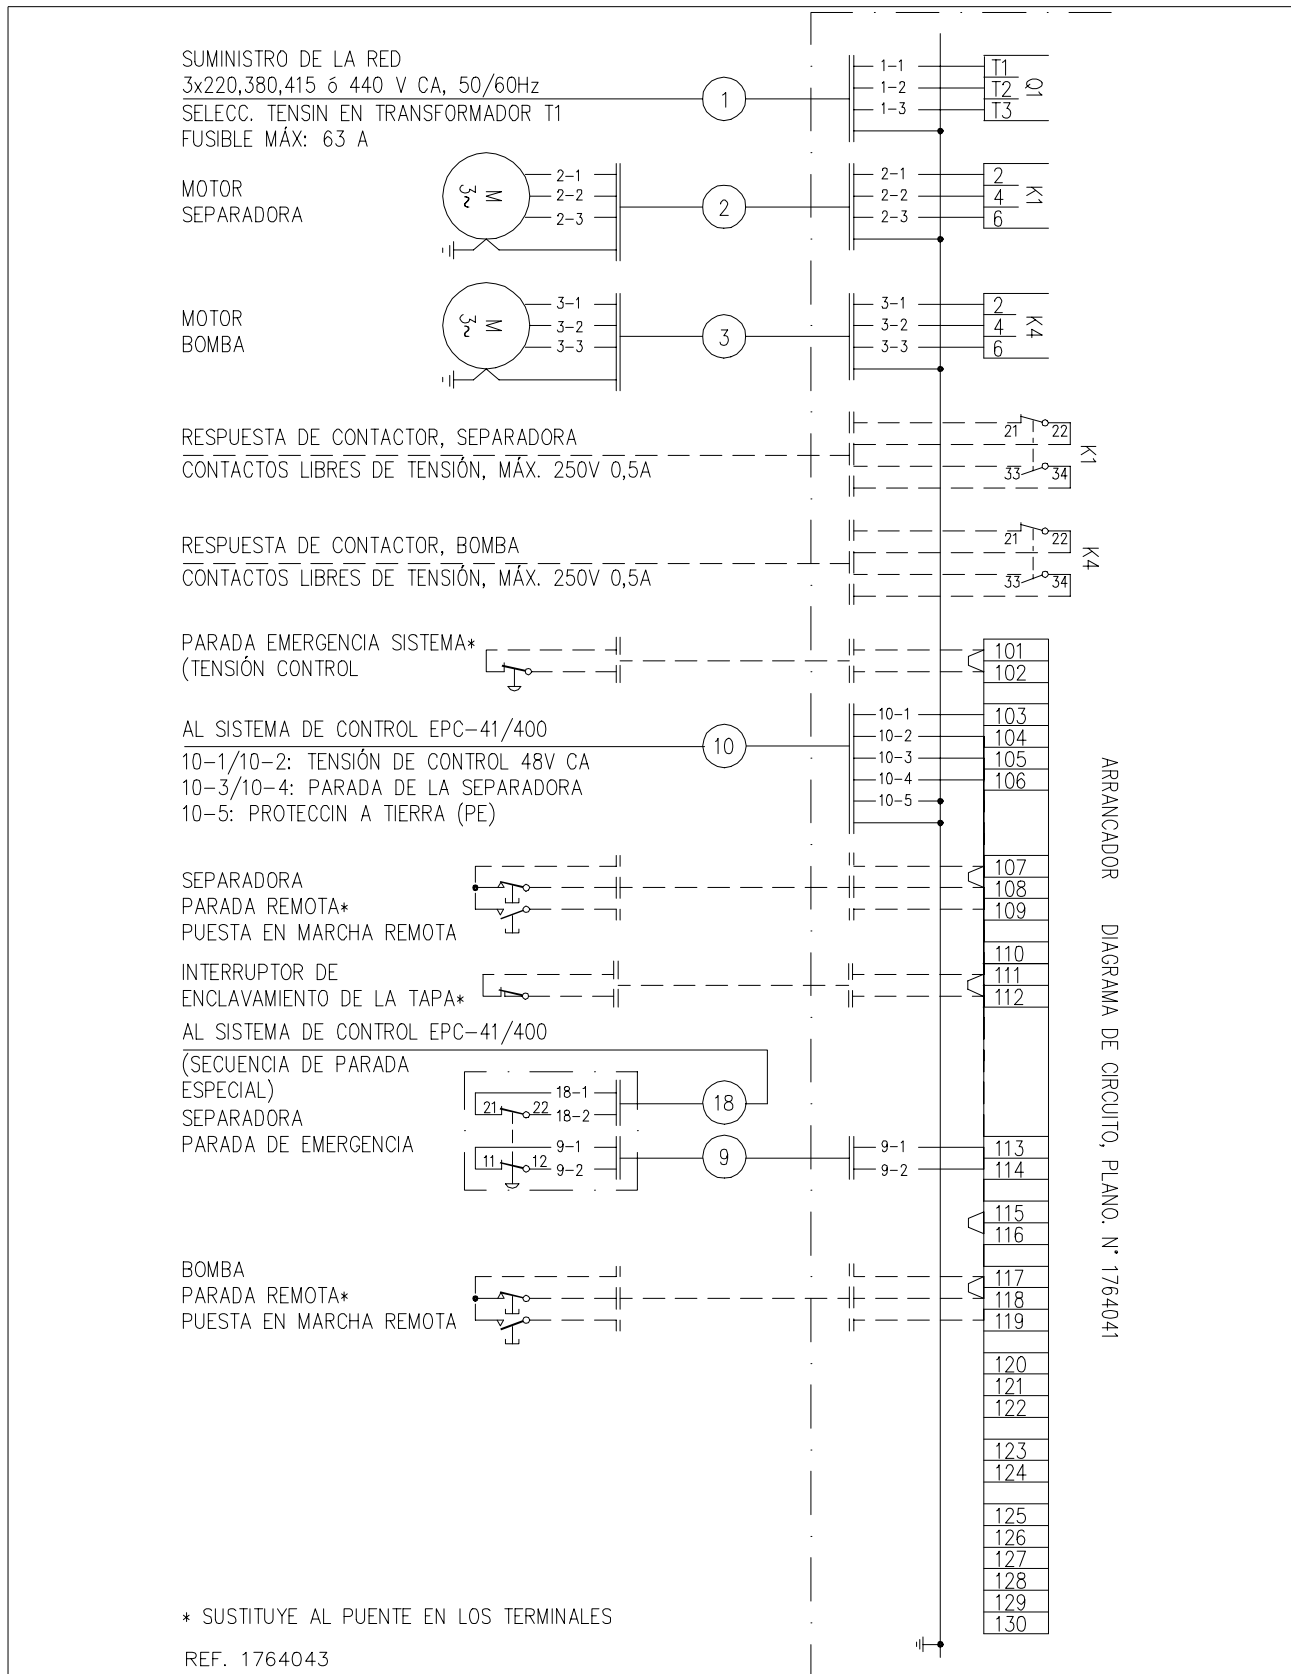 SUMINISTRO DE LA RED
3x220,380,415 ó 440 V CA, 50/60Hz
SELECC. TENSIN EN TRANSFORMADOR T1
FUSIBLE MÁX: 63 A
1
1-1
1-2
1-3
T1
T2
T3
Q1
MOTOR
SEPARADORA
M
3~
2-1
2-2
2-3
2
2-1
2-2
2-3
2
4
6
K1
MOTOR
BOMBA
M
3~
3-1
3-2
3-3
3
3-1
3-2
3-3
2
4
6
K4
RESPUESTA DE CONTACTOR, SEPARADORA
CONTACTOS LIBRES DE TENSIÓN, MÁX. 250V 0,5A
21
22
33
34
K1
RESPUESTA DE CONTACTOR, BOMBA
CONTACTOS LIBRES DE TENSIÓN, MÁX. 250V 0,5A
21
22
33
34
K4
PARADA EMERGENCIA SISTEMA*
(TENSIÓN CONTROL
101
102
AL SISTEMA DE CONTROL EPC-41/400
10-1/10-2: TENSIÓN DE CONTROL 48V CA
10-3/10-4: PARADA DE LA SEPARADORA
10-5: PROTECCIN A TIERRA (PE)
10
10-1
10-2
10-3
10-4
10-5
103
104
105
106
SEPARADORA
PARADA REMOTA*
PUESTA EN MARCHA REMOTA
107
108
109
110
INTERRUPTOR DE
ENCLAVAMIENTO DE LA TAPA*
111
112
AL SISTEMA DE CONTROL EPC-41/400
(SECUENCIA DE PARADA
ESPECIAL)
SEPARADORA
PARADA DE EMERGENCIA
21
22
18-1
18-2
18
11
12
9-1
9-2
9
9-1
9-2
113
114
115
116
BOMBA
PARADA REMOTA*
PUESTA EN MARCHA REMOTA
117
118
119
120
121
122
123
124
125
126
127
128
129
130
ARRANCADOR DIAGRAMA DE CIRCUITO, PLANO. N° 1764041
* SUSTITUYE AL PUENTE EN LOS TERMINALES
REF. 1764043